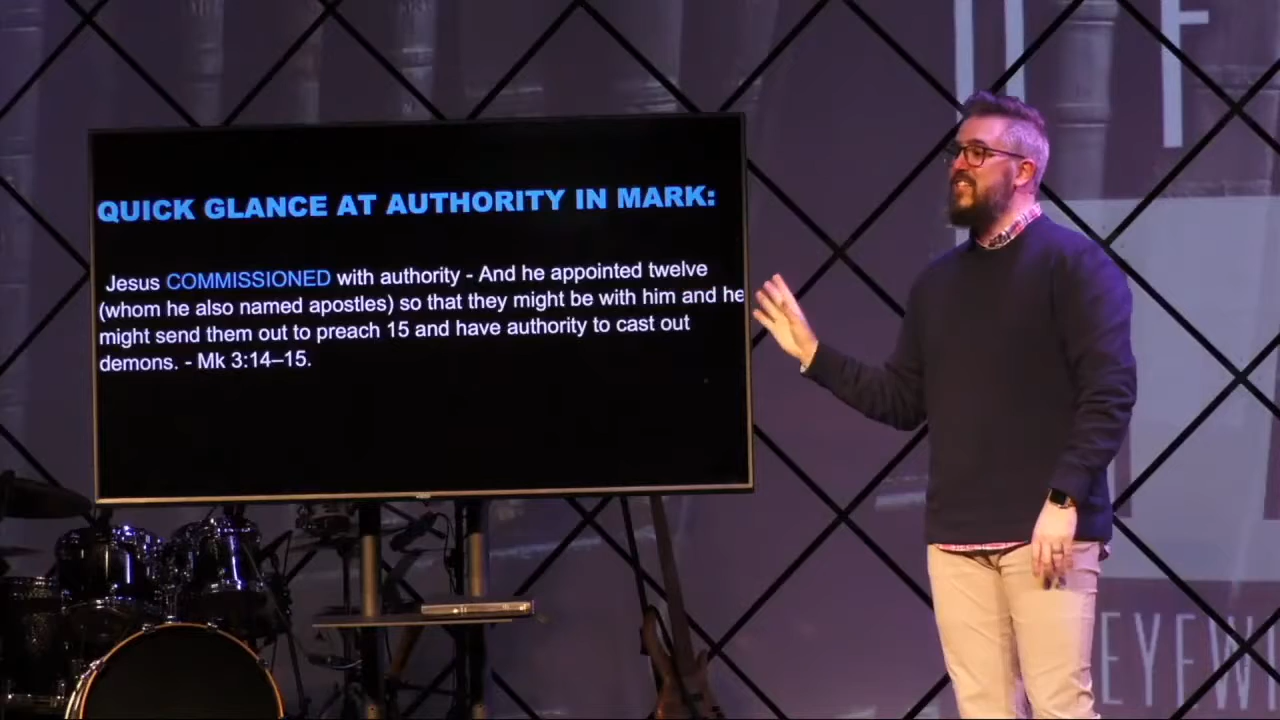 QUICK GLANCE AT AUTHORITY IN MARK:
Jesus COMMISSIONED with authority - And he appointed twelve
(whom he also named apostles) so that they might be with him and he
might send them out to preach 15 and have authority to cast out
demons. - Mk 3:14–15.